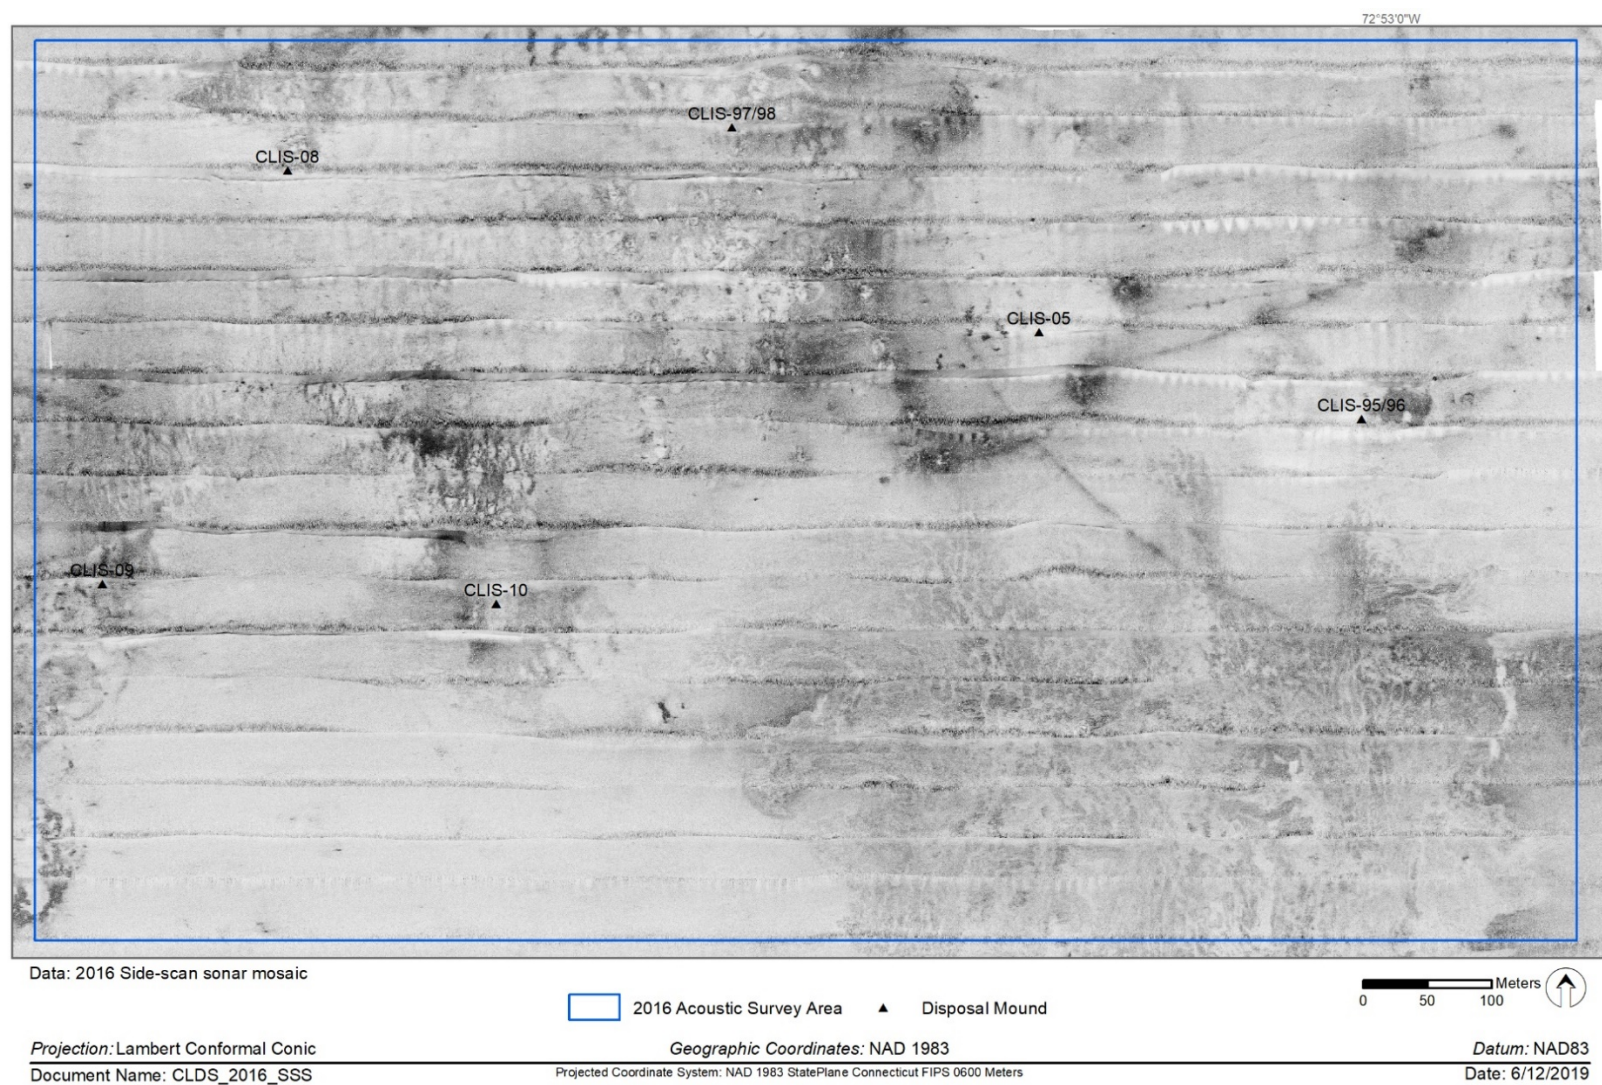 72°53'0"W
CLIS-97/98
CLIS-08
CLIS-05
CLIS-95/96
CLIS-09
CLIS-10
Data: 2016 Side-scan sonar mosaic
Meters
0 50 100
2016 Acoustic Survey Area Disposal Mound
Projection: Lambert Conformal Conic Geographic Coordinates: NAD 1983 Datum: NAD83
Document Name: CLDS_2016_SSS Projected Coordinate System: NAD 1983 StatePlane Connecticut FIPS 0600 Meters Date: 6/12/2019